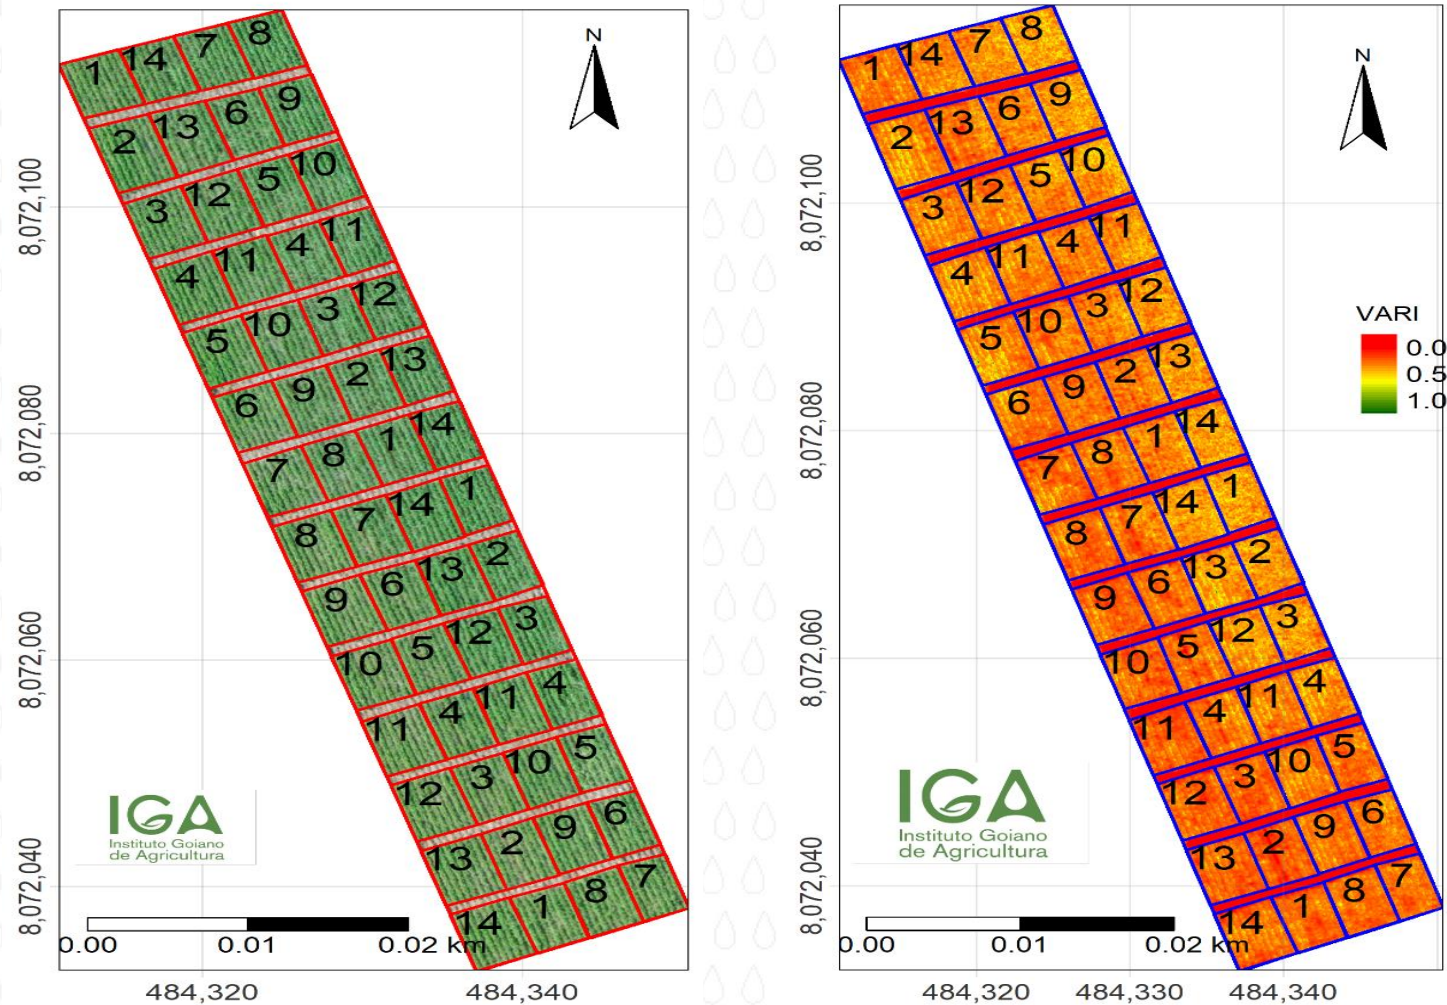 1 14 7 8
2 13 6 9
3 12 5 10
4 11 4 11
5 10 3 12
6 9 2 13
7 8 1 14
8 7 14 1
9 6 13 2
10 5 12 3
11 4 11 4
12 3 10 5
13 2 9 6
14 1 8 7
N
8,072,100
8,072,080
8,072,060
8,072,040
IGA
Instituto Goiano
de Agricultura
0.00 0.01 0.02 km
484,320 484,340
1 14 7 8
2 13 6 9
3 12 5 10
4 11 4 11
5 10 3 12
6 9 2 13
7 8 1 14
8 7 14 1
9 6 13 2
10 5 12 3
11 4 11 4
12 3 10 5
13 2 9 6
14 1 8 7
N
8,072,100
8,072,080
8,072,060
8,072,040
VARI
0.0
0.5
1.0
IGA
Instituto Goiano
de Agricultura
0.00 0.01 0.02 km
484,320 484,330 484,340